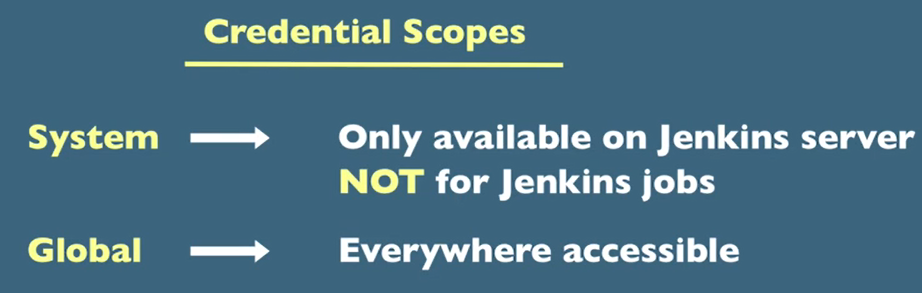 Credential Scopes
System → Only available on Jenkins server
NOT for Jenkins jobs
Global → Everywhere accessible